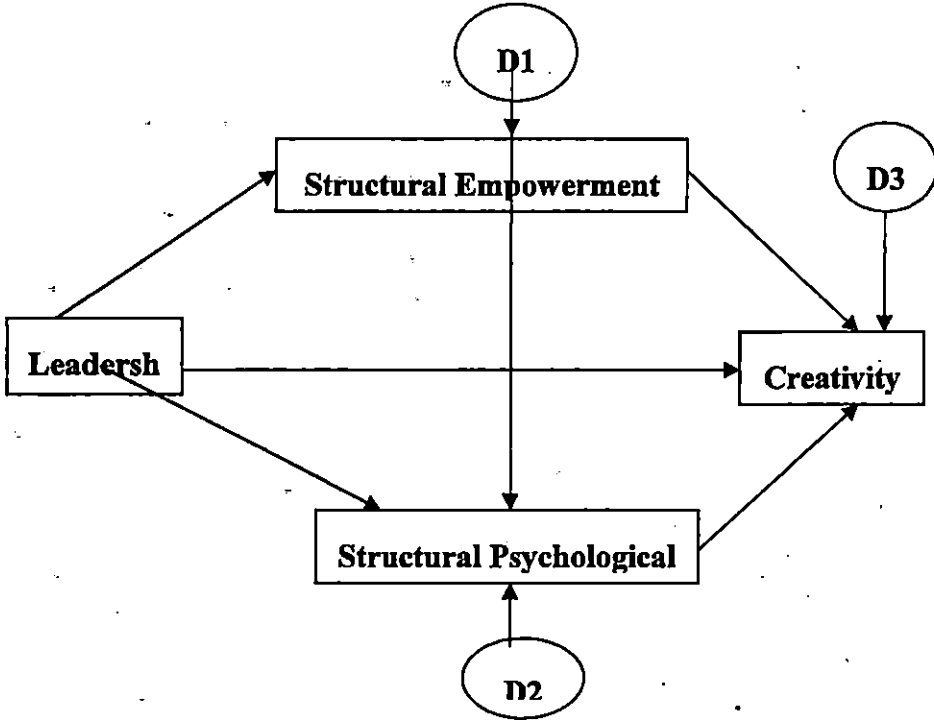 D1
Structural Empowerment
D3
Leadersh
Creativity
Structural Psychological
D2